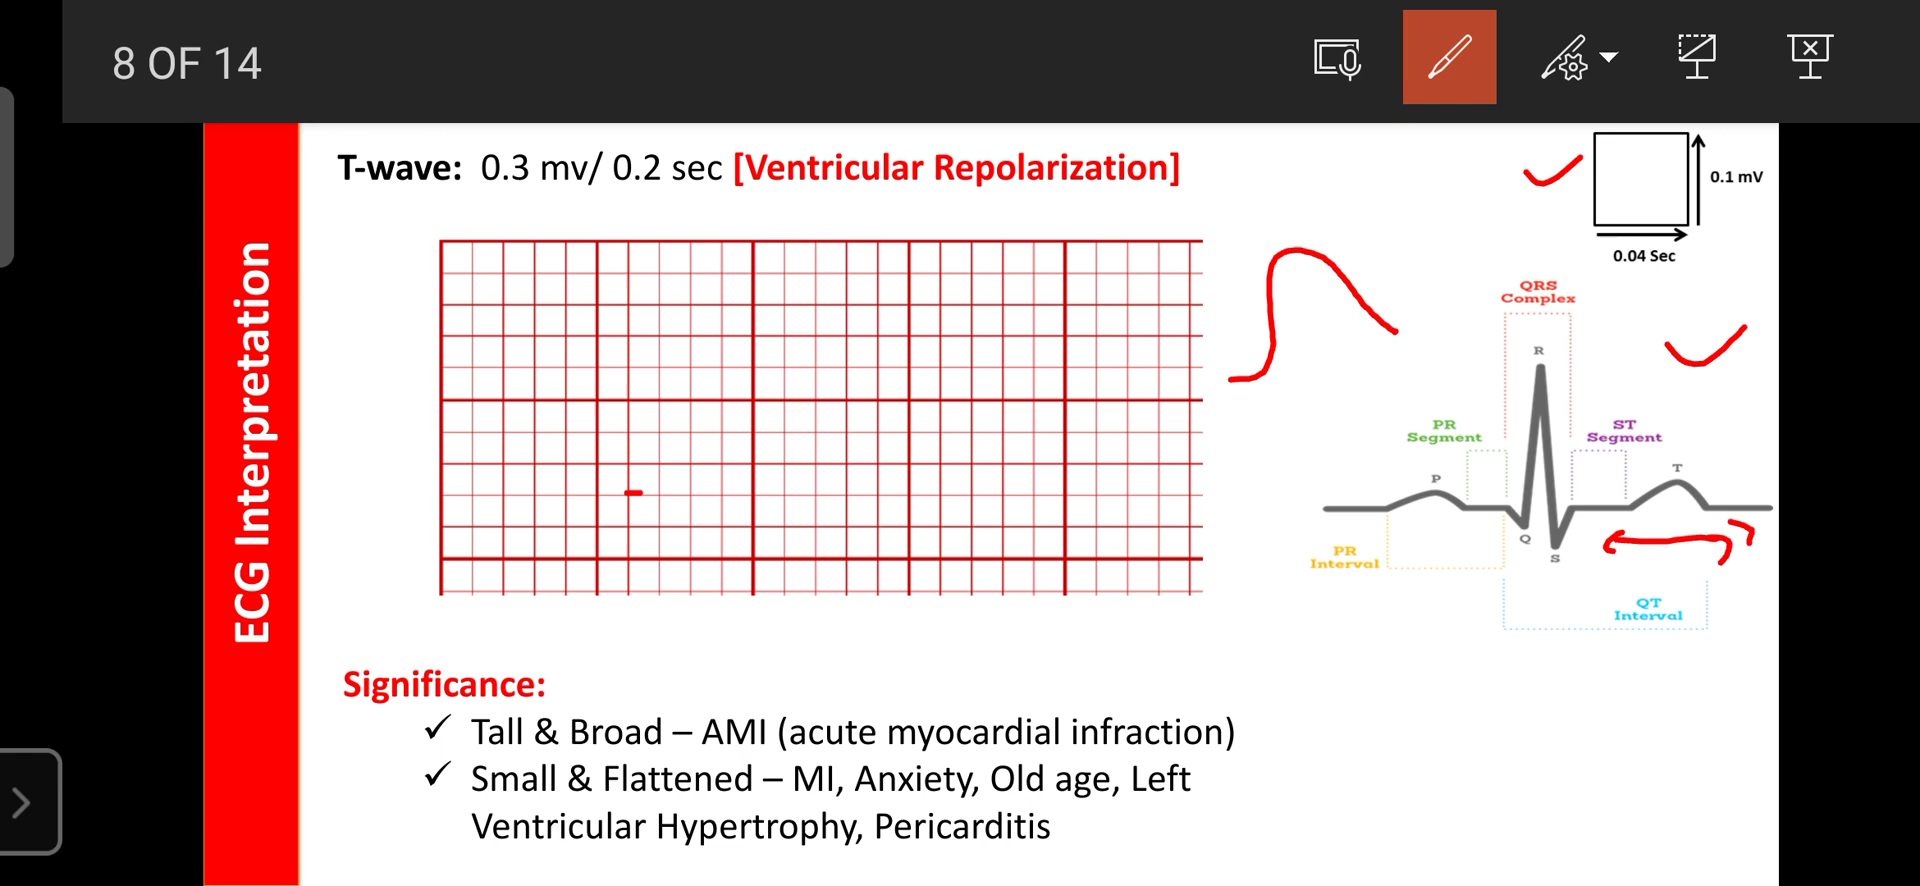 8 OF 14
ECG Interpretation
T-wave: 0.3 mv/ 0.2 sec [Ventricular Repolarization]
0.1 mV
0.04 Sec
QRS
Complex
R
PR
Segment
ST
Segment
P
T
Q
S
PR
Interval
QT
Interval
Significance:
✓ Tall & Broad – AMI (acute myocardial infraction)
✓ Small & Flattened – MI, Anxiety, Old age, Left
Ventricular Hypertrophy, Pericarditis